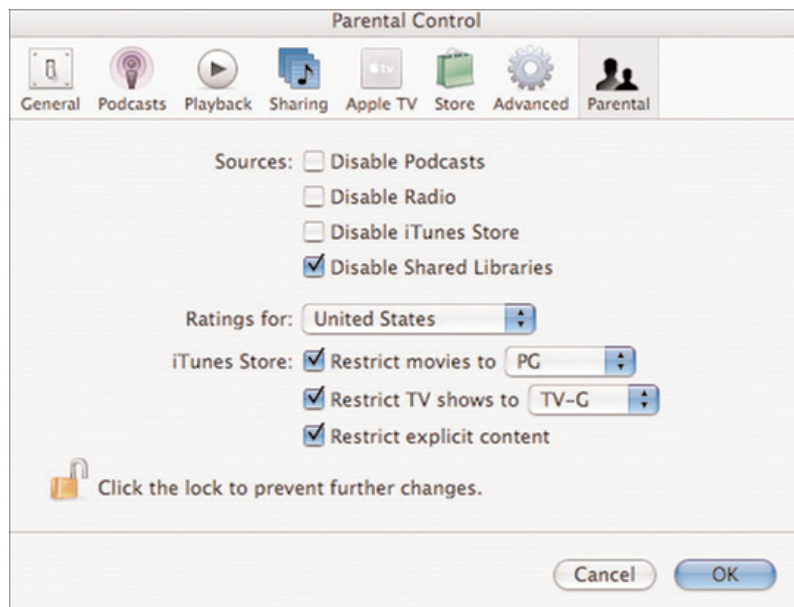 Parental Control
tv
General Podcasts Playback Sharing Apple TV Store Advanced Parental
Sources: Disable Podcasts
Disable Radio
Disable iTunes Store
Disable Shared Libraries
Ratings for: United States
iTunes Store: Restrict movies to PG
Restrict TV shows to TV-G
Restrict explicit content
Click the lock to prevent further changes.
Cancel OK